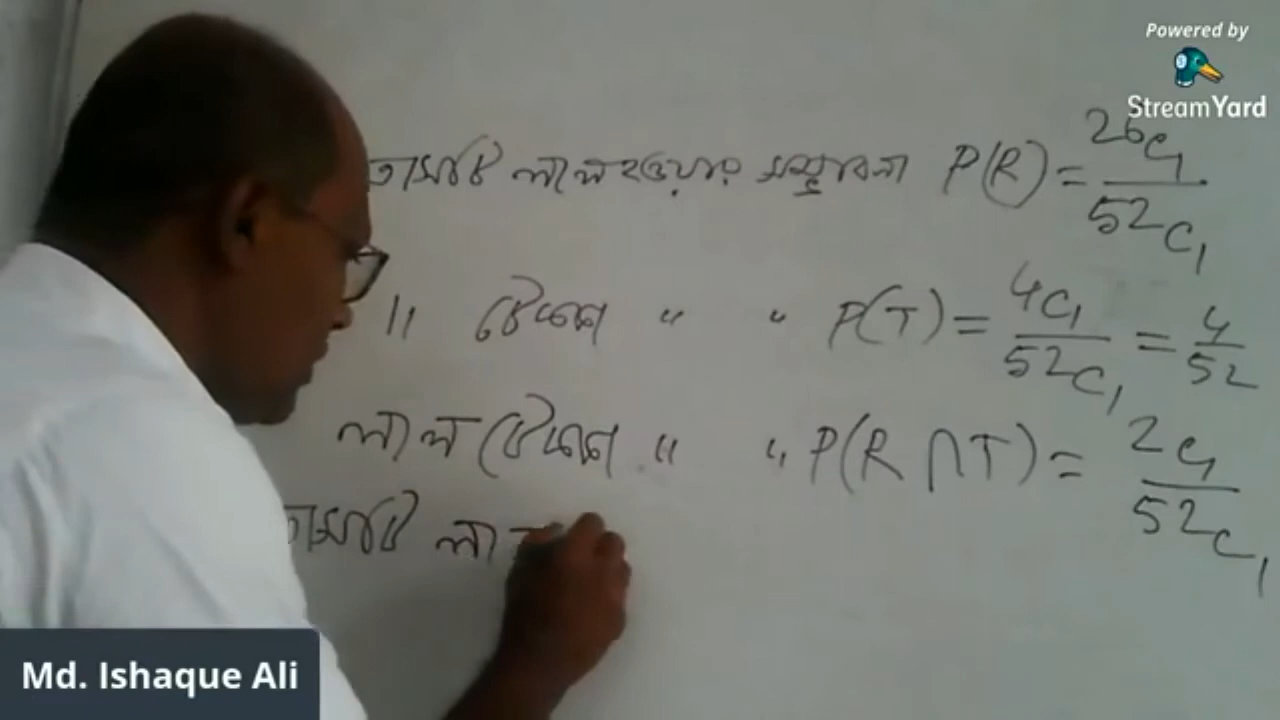 Powered by
StreamYard
তাসটি লাল হওয়ার সম্ভাবনা P(R) = 26C₁ / 52C₁
" টেক্কা " " P(T) = 4C₁ / 52C₁ = 4 / 52
লাল টেক্কা " " P(R ∩ T) = 2C₁ / 52C₁
তাসটি লা
Md. Ishaque Ali